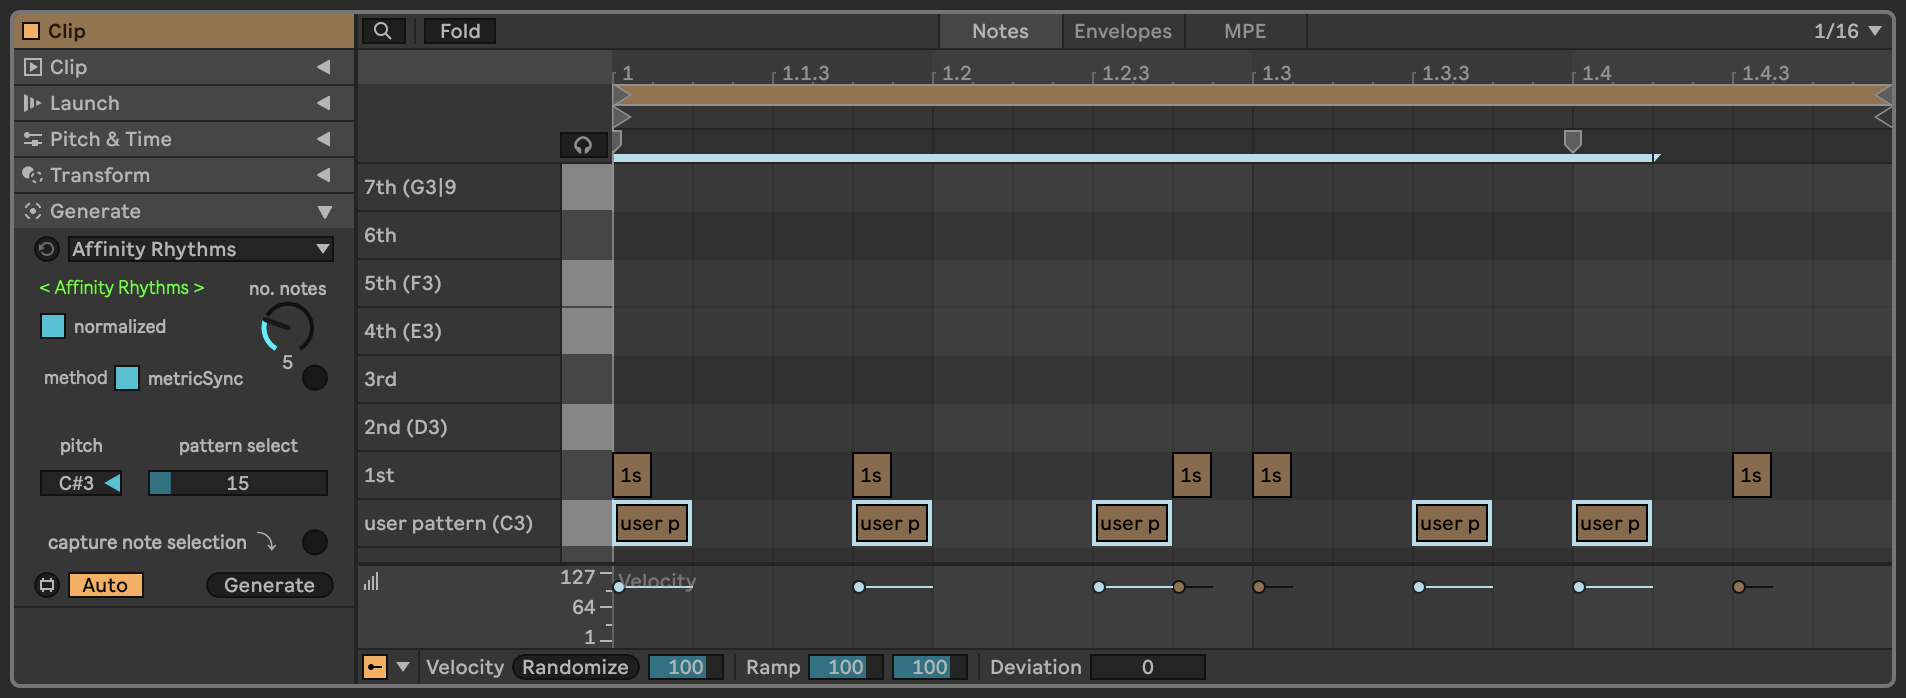 Clip
Fold
Notes
Envelopes
MPE
1/16
Clip
Launch
Pitch & Time
Transform
Generate
Affinity Rhythms
< Affinity Rhythms >
no. notes
normalized
5
method
metricSync
pitch
pattern select
C#3
15
capture note selection
Auto
Generate
1
1.1.3
1.2
1.2.3
1.3
1.3.3
1.4
1.4.3
7th (G3|9
6th
5th (F3)
4th (E3)
3rd
2nd (D3)
1st
1s
1s
1s
1s
1s
user pattern (C3)
user p
user p
user p
user p
user p
127
Velocity
64
1
Velocity
Randomize
100
Ramp
100
100
Deviation
0